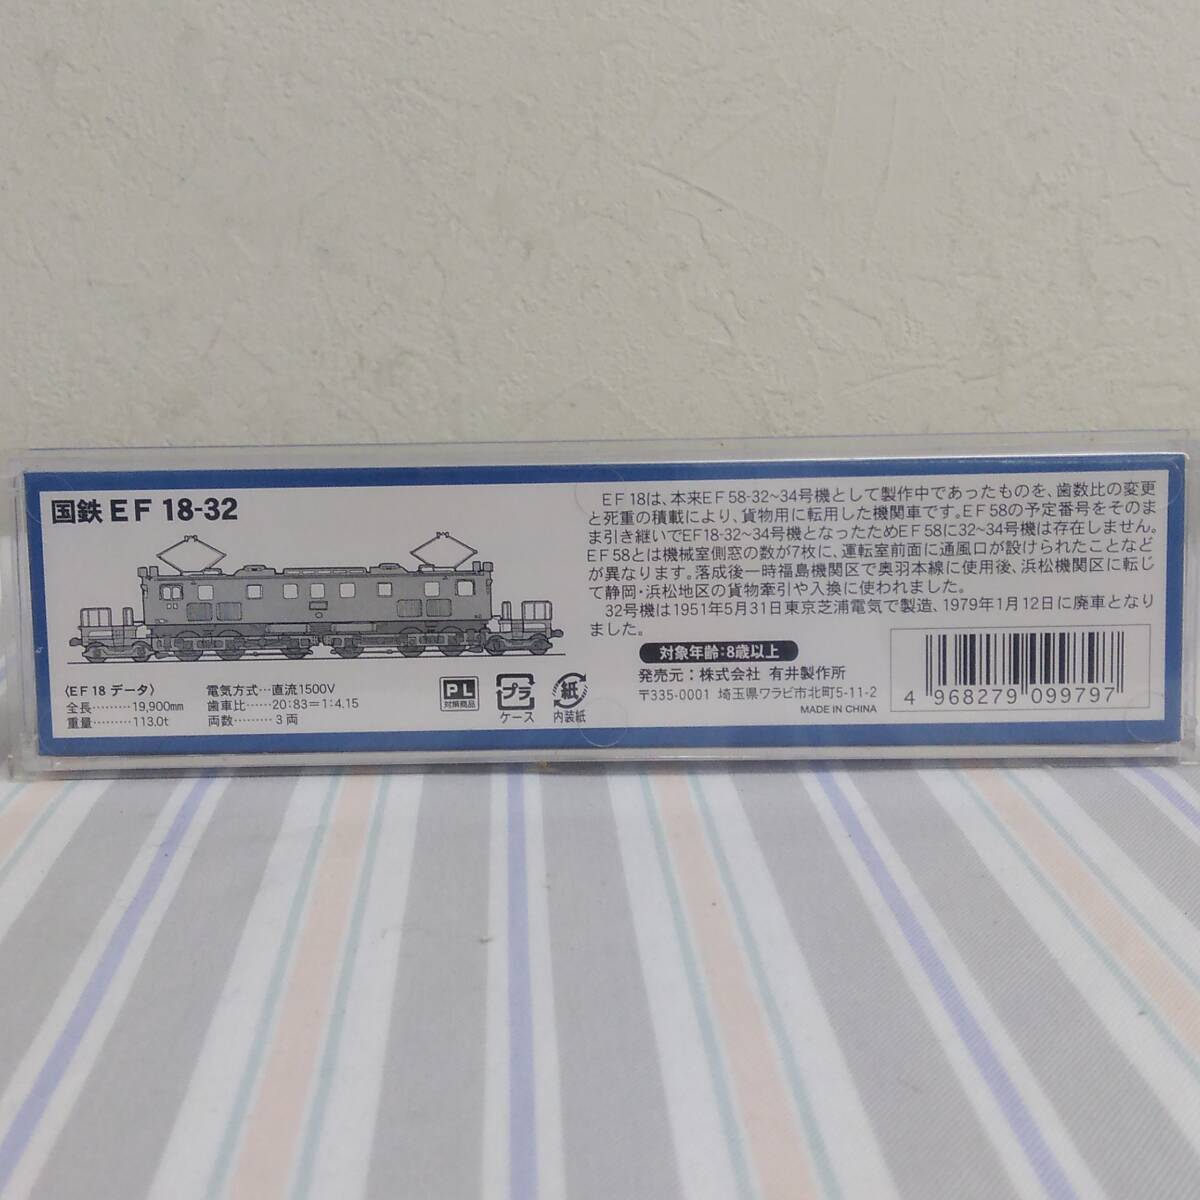 国鉄 EF 18-32
〈EF 18 データ〉
全長………19,900mm
重量………113.0t
電気方式…直流1500V
歯車比……20:83=1:4.15
両数………3両
PL
対策商品
プラ
ケース
紙
内装紙
EF18は、本来EF58-32~34号機として製作中であったものを、歯数比の変更
と死重の積載により、貨物用に転用した機関車です。EF58の予定番号をそのま
ま引き継いでEF18-32~34号機となったためEF58に32~34号機は存在しません。
EF58とは機械室側窓の数が7枚に、運転室前面に通風口が設けられたことなど
が異なります。落成後一時福島機関区で奥羽本線に使用後、浜松機関区に転じ
て静岡・浜松地区の貨物牽引や入換に使われました。
32号機は1951年5月31日東京芝浦電気で製造、1979年1月12日に廃車となり
ました。
対象年齢:8歳以上
発売元:株式会社 有井製作所
〒335-0001 埼玉県ワラビ市北町5-11-2
MADE IN CHINA
4 968279 099797